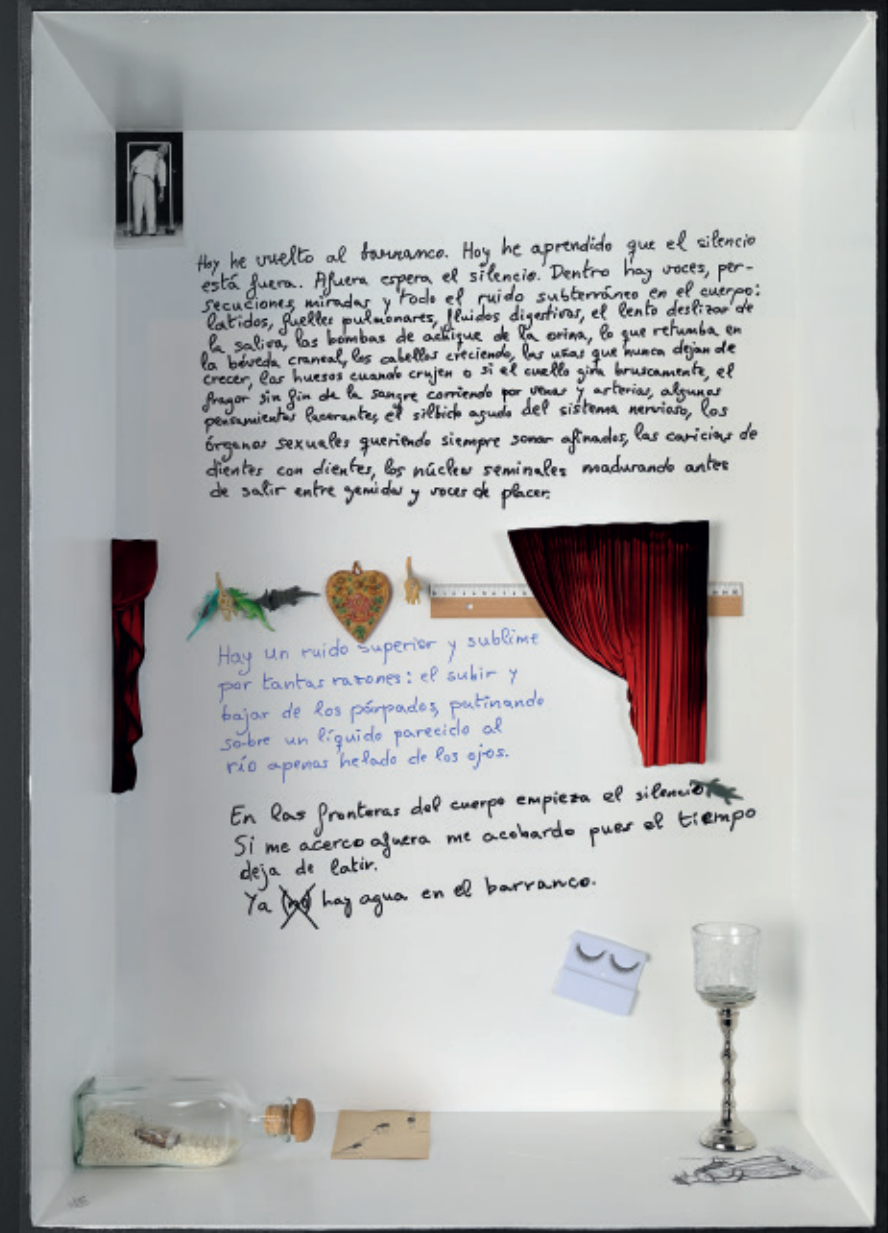 Hoy he vuelto al barranco. Hoy he aprendido que el silencio
está fuera. Afuera espera el silencio. Dentro hay voces, per-
secuciones, miradas y todo el ruido subterráneo en el cuerpo:
latidos, fuelles pulmonares, fluidos digestivos, el lento deslizar de
la saliva, las bombas de achique de la orina, lo que retumba en
la bóveda craneal, los cabellos creciendo, las uñas que nunca dejan de
crecer, los huesos cuando crujen o si el cuello gira bruscamente, el
fragor sin fin de la sangre corriendo por venas y arterias, algunos
pensamientos lacerantes, el silbido agudo del sistema nervioso, los
órganos sexuales queriendo siempre sonar afinados, las caricias de
dientes con dientes, los núcleos seminales madurando antes
de salir entre gemidos y voces de placer.
Hay un ruido superior y sublime
por tantas razones: el subir y
bajar de los párpados, patinando
sobre un líquido parecido al
río apenas helado de los ojos.
En las fronteras del cuerpo empieza el silencio
Si me acerco afuera me acobardo pues el tiempo
deja de latir.
Ya (no) hay agua en el barranco.